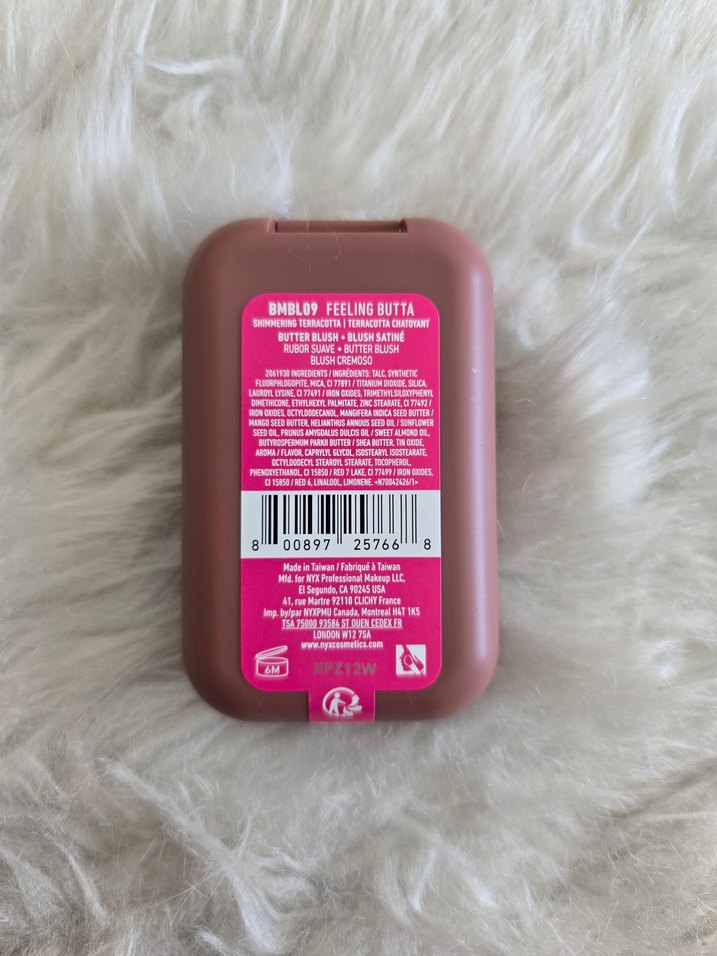 BMBL09 FEELING BUTTA
SHIMMERING TERRACOTTA | TERRACOTTA CHATOYANT
BUTTER BLUSH • BLUSH SATINÉ
RUBOR SUAVE • BUTTER BLUSH
BLUSH CREMOSO
2061930 INGREDIENTS / INGRÉDIENTS: TALC, SYNTHETIC
FLUORPHLOGOPITE, MICA, CI 77891 / TITANIUM DIOXIDE, SILICA,
LAUROYL LYSINE, CI 77491 / IRON OXIDES, TRIMETHYLSILOXYPHENYL
DIMETHICONE, ETHYLHEXYL PALMITATE, ZINC STEARATE, CI 77492 /
IRON OXIDES, OCTYLDODECANOL, MANGIFERA INDICA SEED BUTTER /
MANGO SEED BUTTER, HELIANTHUS ANNUUS SEED OIL / SUNFLOWER
SEED OIL, PRUNUS AMYGDALUS DULCIS OIL / SWEET ALMOND OIL,
BUTYROSPERMUM PARKII BUTTER / SHEA BUTTER, TIN OXIDE,
AROMA / FLAVOR, CAPRYLYL GLYCOL, ISOSTEARYL ISOSTEARATE,
OCTYLDODECYL STEAROYL STEARATE, TOCOPHEROL,
PHENOXYETHANOL, CI 15850 / RED 7 LAKE, CI 77499 / IRON OXIDES,
CI 15850 / RED 6, LINALOOL, LIMONENE. <N70042426/1>
8 00897 25766 8
Made in Taiwan / Fabriqué à Taiwan
Mfd. for NYX Professional Makeup LLC,
El Segundo, CA 90245 USA
41, rue Martre 92110 CLICHY France
Imp. by/par NYXPMU Canada, Montreal H4T 1K5
TSA 75000 93584 ST OUEN CEDEX FR
LONDON W12 7SA
www.nyxcosmetics.com
6M
XPZ12W